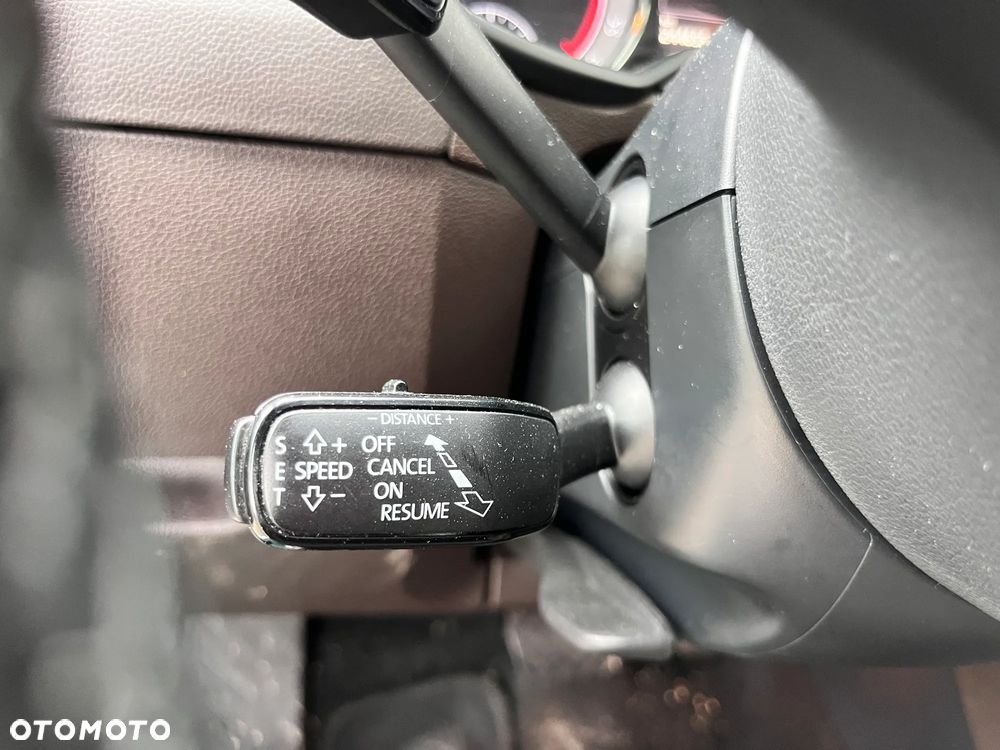 - DISTANCE +
S + OFF
E SPEED CANCEL
T - ON
RESUME
OTOMOTO